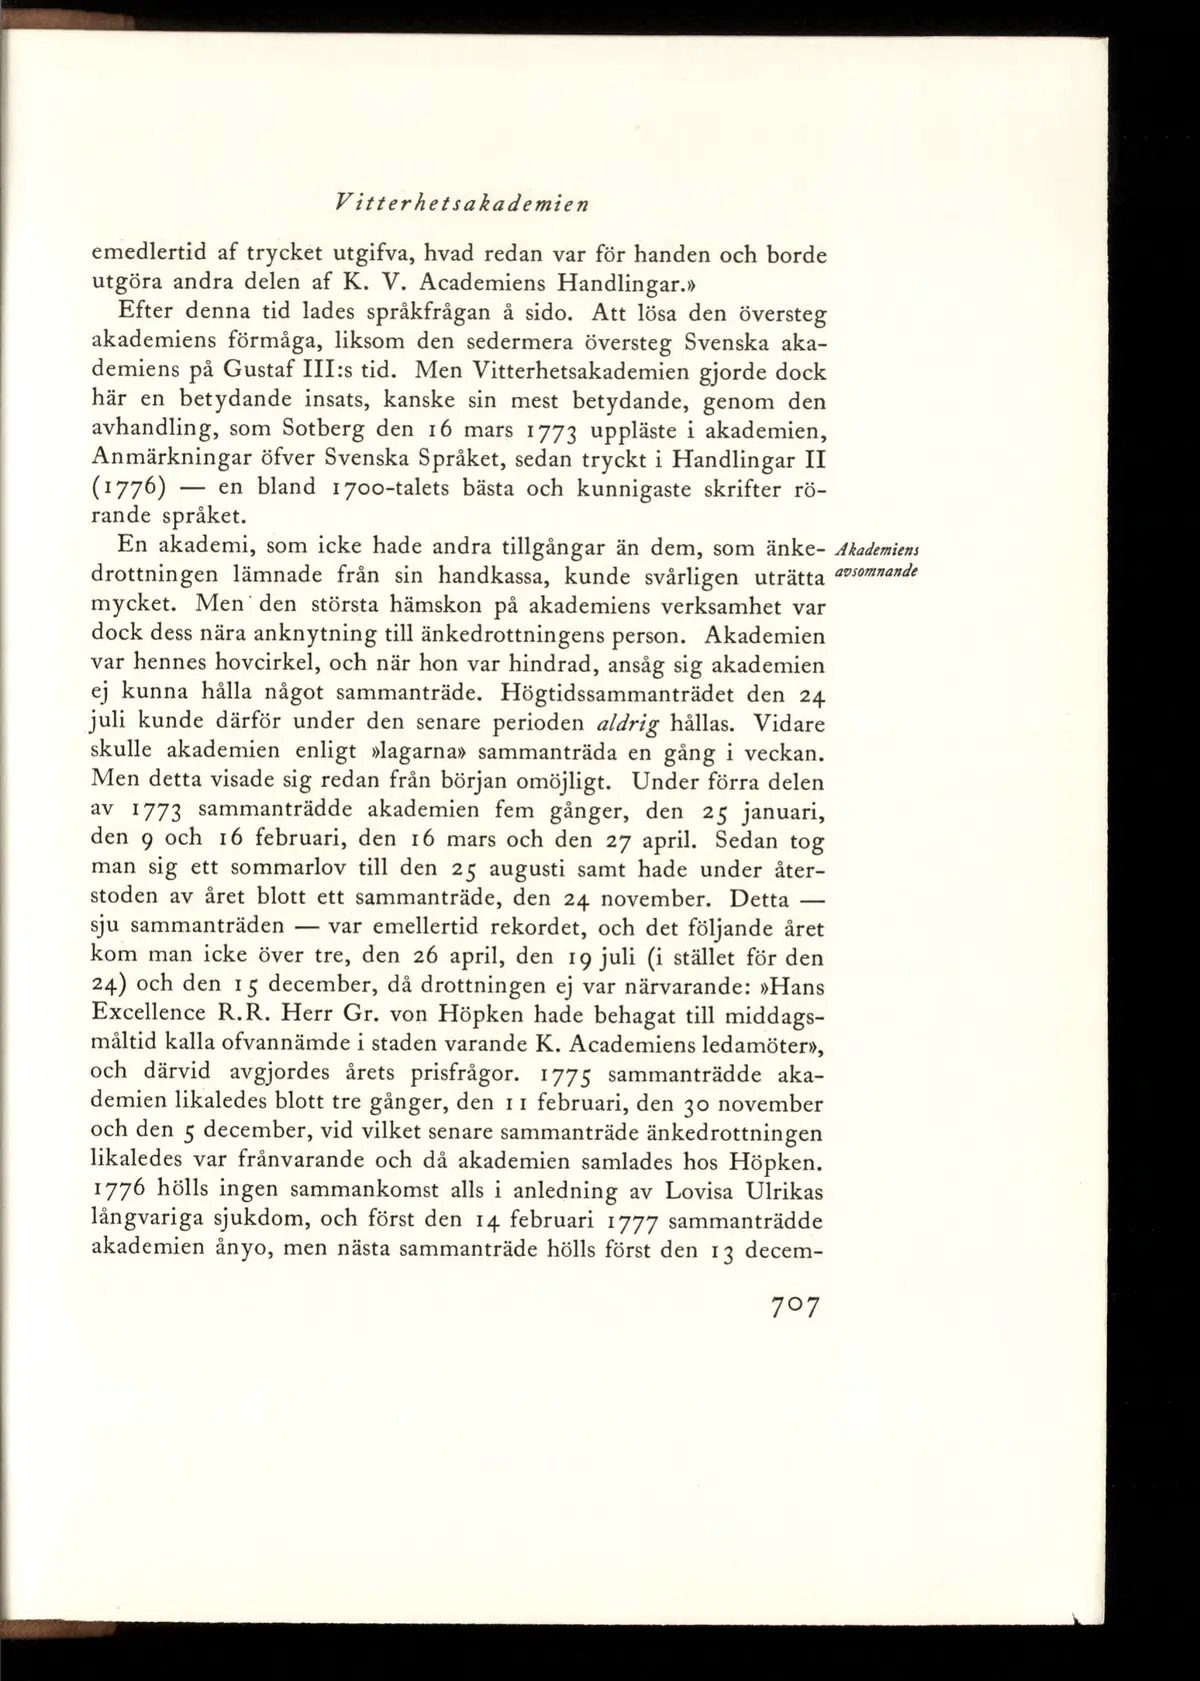 Vitterhetsakademien
emedlertid af trycket utgifva, hvad redan var för handen och borde
utgöra andra delen af K. V. Academiens Handlingar.»
Efter denna tid lades språkfrågan å sido. Att lösa den översteg
akademiens förmåga, liksom den sedermera översteg Svenska aka-
demiens på Gustaf III:s tid. Men Vitterhetsakademien gjorde dock
här en betydande insats, kanske sin mest betydande, genom den
avhandling, som Sotberg den 16 mars 1773 uppläste i akademien,
Anmärkningar öfver Svenska Språket, sedan tryckt i Handlingar II
(1776) — en bland 1700-talets bästa och kunnigaste skrifter rö-
rande språket.
En akademi, som icke hade andra tillgångar än dem, som änke-
drottningen lämnade från sin handkassa, kunde svårligen uträtta
mycket. Men den största hämskon på akademiens verksamhet var
dock dess nära anknytning till änkedrottningens person. Akademien
var hennes hovcirkel, och när hon var hindrad, ansåg sig akademien
ej kunna hålla något sammanträde. Högtidssammanträdet den 24
juli kunde därför under den senare perioden aldrig hållas. Vidare
skulle akademien enligt »lagarna» sammanträda en gång i veckan.
Men detta visade sig redan från början omöjligt. Under förra delen
av 1773 sammanträdde akademien fem gånger, den 25 januari,
den 9 och 16 februari, den 16 mars och den 27 april. Sedan tog
man sig ett sommarlov till den 25 augusti samt hade under åter-
stoden av året blott ett sammanträde, den 24 november. Detta —
sju sammanträden — var emellertid rekordet, och det följande året
kom man icke över tre, den 26 april, den 19 juli (i stället för den
24) och den 15 december, då drottningen ej var närvarande: »Hans
Excellence R.R. Herr Gr. von Höpken hade behagat till middags-
måltid kalla ofvannämde i staden varande K. Academiens ledamöter»,
och därvid avgjordes årets prisfrågor. 1775 sammanträdde aka-
demien likaledes blott tre gånger, den 11 februari, den 30 november
och den 5 december, vid vilket senare sammanträde änkedrottningen
likaledes var frånvarande och då akademien samlades hos Höpken.
1776 hölls ingen sammankomst alls i anledning av Lovisa Ulrikas
långvariga sjukdom, och först den 14 februari 1777 sammanträdde
akademien ånyo, men nästa sammanträde hölls först den 13 decem-
Akademiens
avsomnande
707